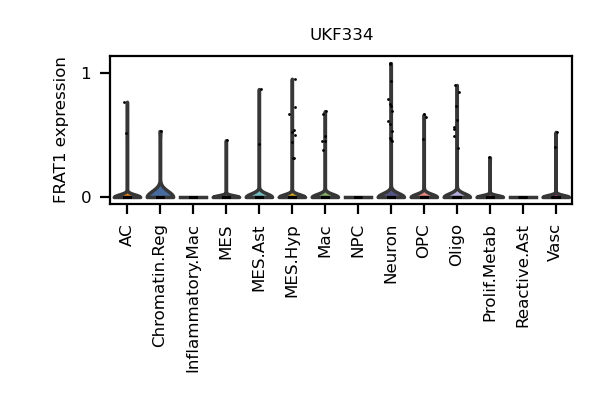 UKF334
FRAT1 expression
1
0
AC
Chromatin.Reg
Inflammatory.Mac
MES
MES.Ast
MES.Hyp
Mac
NPC
Neuron
OPC
Oligo
Prolif.Metab
Reactive.Ast
Vasc